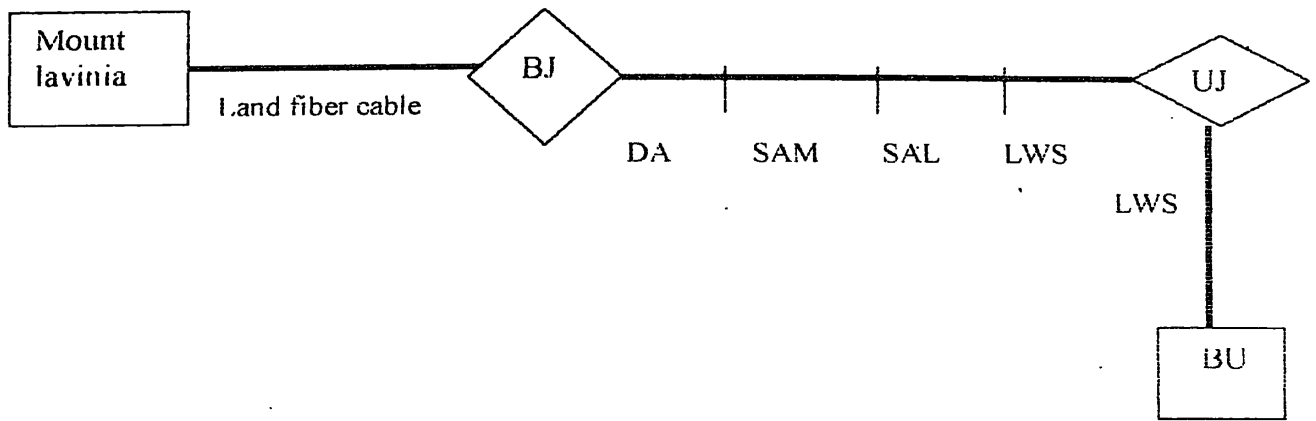 Mount
lavinia
Land fiber cable
BJ
DA SAM SAL LWS
UJ
LWS
BU